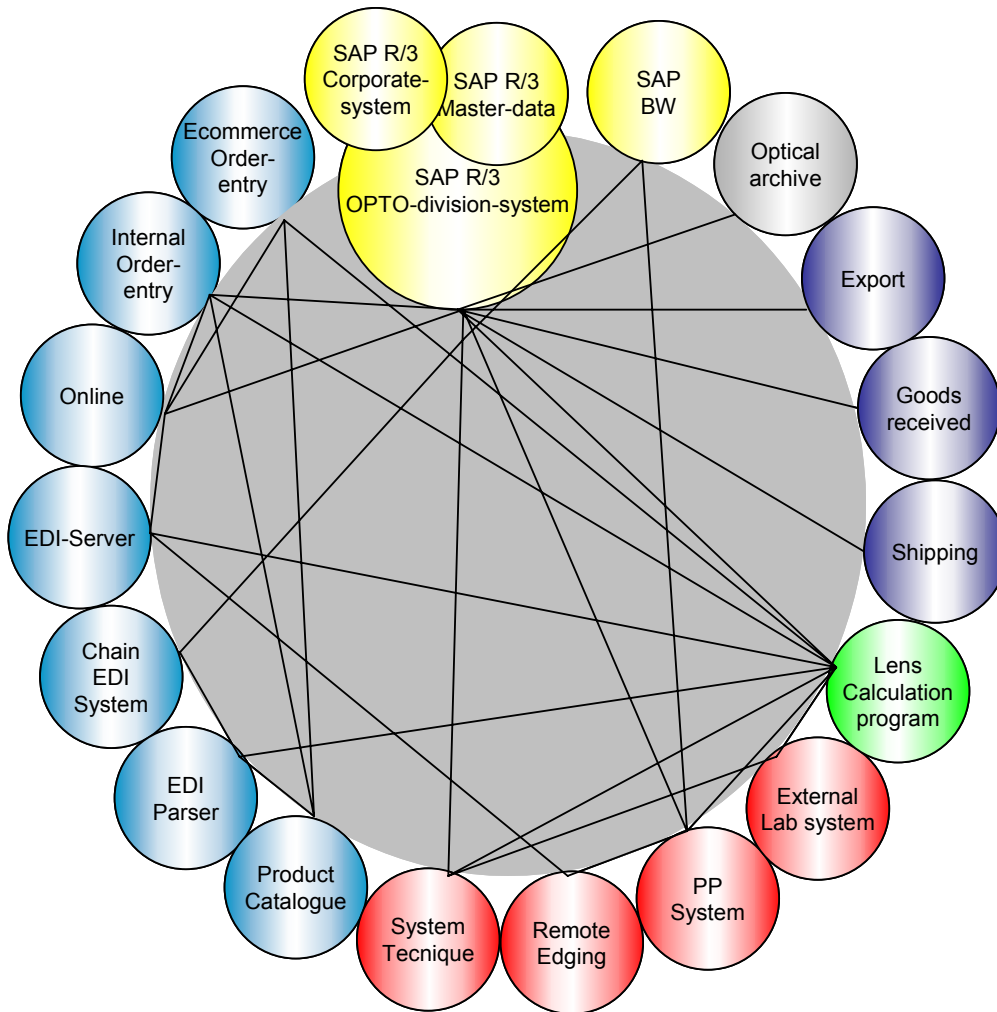 SAP R/3
Corporate-
system
SAP R/3
Master-data
SAP R/3
OPTO-division-system
SAP
BW
Optical
archive
Export
Goods
received
Shipping
Lens
Calculation
program
External
Lab system
PP
System
Remote
Edging
System
Tecnique
Product
Catalogue
EDI
Parser
Chain
EDI
System
EDI-Server
Online
Internal
Order-
entry
Ecommerce
Order-
entry